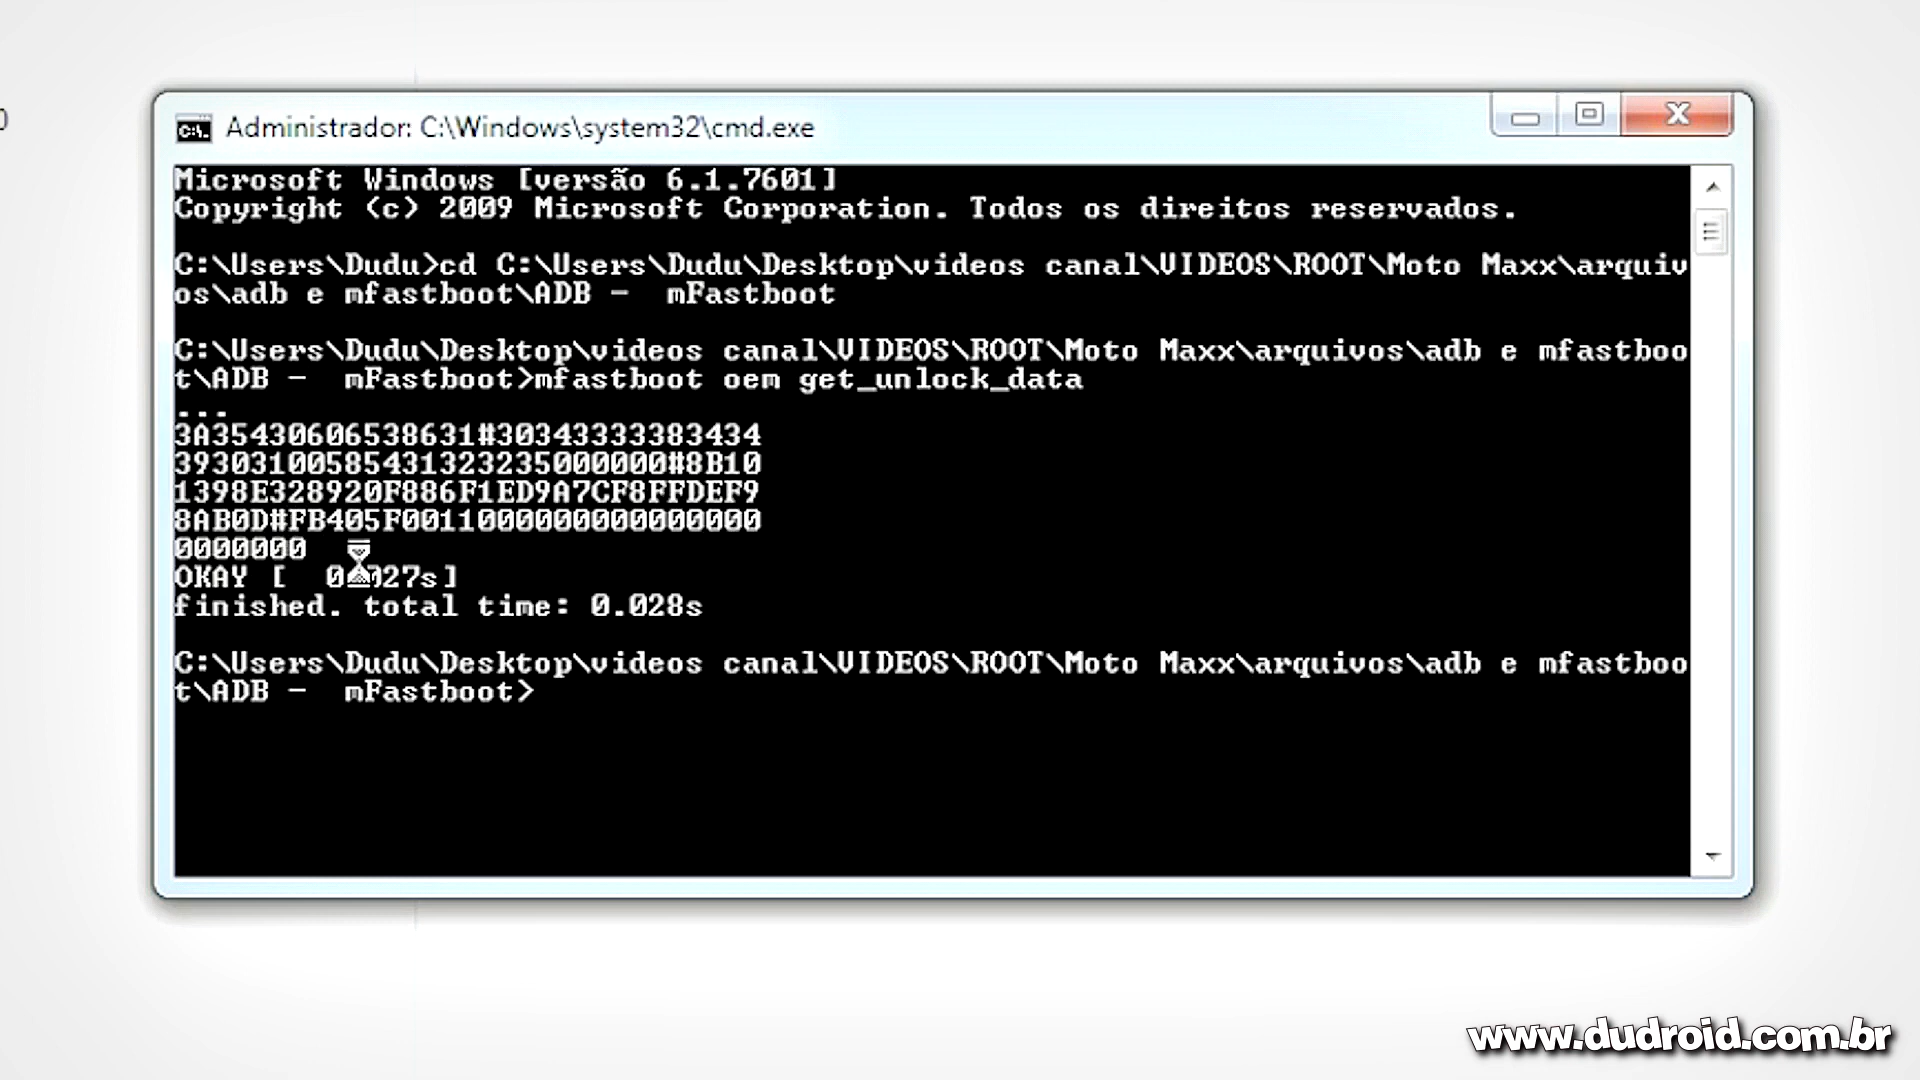 Administrador: C:\Windows\system32\cmd.exe
Microsoft Windows [versão 6.1.7601]
Copyright (c) 2009 Microsoft Corporation. Todos os direitos reservados.
C:\Users\Dudu>cd C:\Users\Dudu\Desktop\videos canal\VIDEOS\ROOT\Moto Maxx\arquiv
os\adb e mfastboot\ADB -  mFastboot
C:\Users\Dudu\Desktop\videos canal\VIDEOS\ROOT\Moto Maxx\arquivos\adb e mfastboo
t\ADB -  mFastboot>mfastboot oem get_unlock_data
...
3A35430606538631#30343333383434
3930310058543132323500​0000#8B10
1398E328920F886F1ED9A7CF8FFDEF9
8AB0D#FB405F0011000000000000000
0000000
OKAY [
finished. total time: 0.028s
C:\Users\Dudu\Desktop\videos canal\VIDEOS\ROOT\Moto Maxx\arquivos\adb e mfastboo
t\ADB -  mFastboot>
www.dudroid.com.br